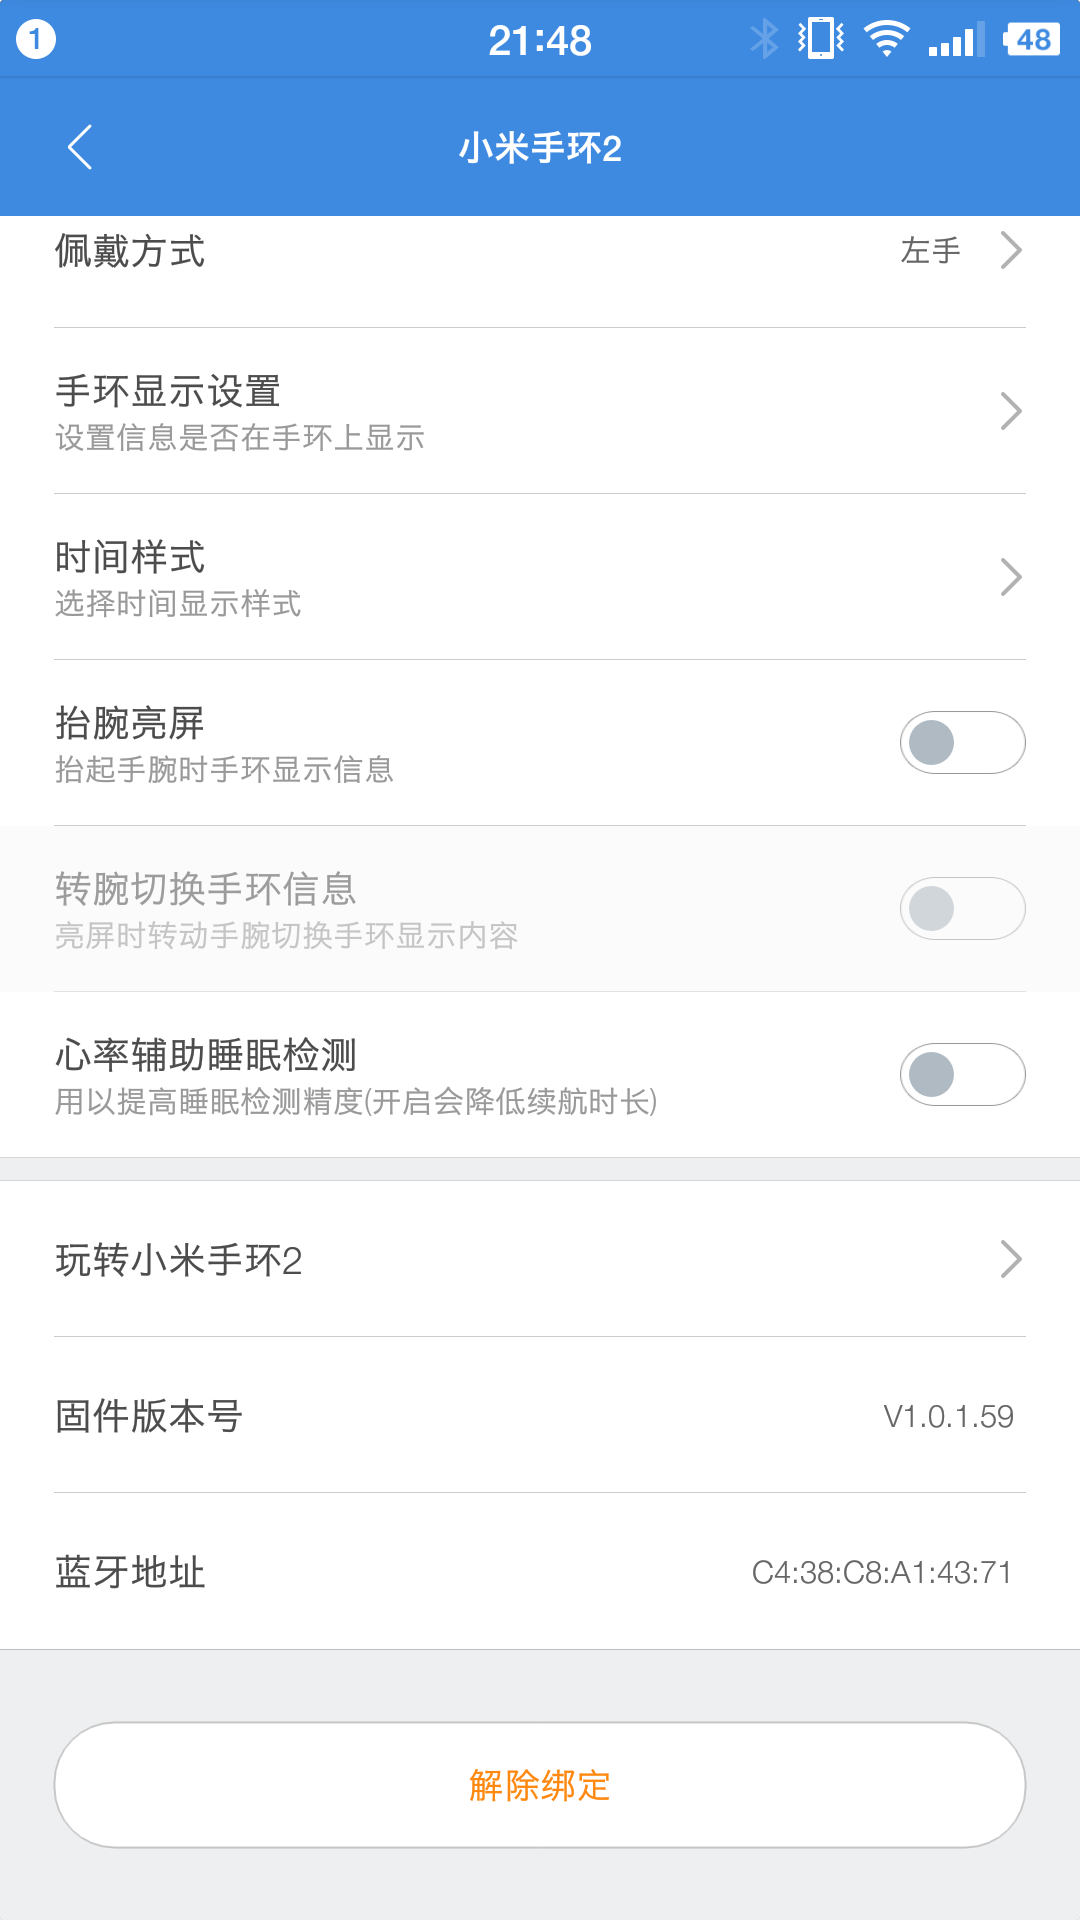 1 21:48 48
小米手环2
佩戴方式 左手
手环显示设置
设置信息是否在手环上显示
时间样式
选择时间显示样式
抬腕亮屏
抬起手腕时手环显示信息
转腕切换手环信息
亮屏时转动手腕切换手环显示内容
心率辅助睡眠检测
用以提高睡眠检测精度(开启会降低续航时长)
玩转小米手环2
固件版本号 V1.0.1.59
蓝牙地址 C4:38:C8:A1:43:71
解除绑定